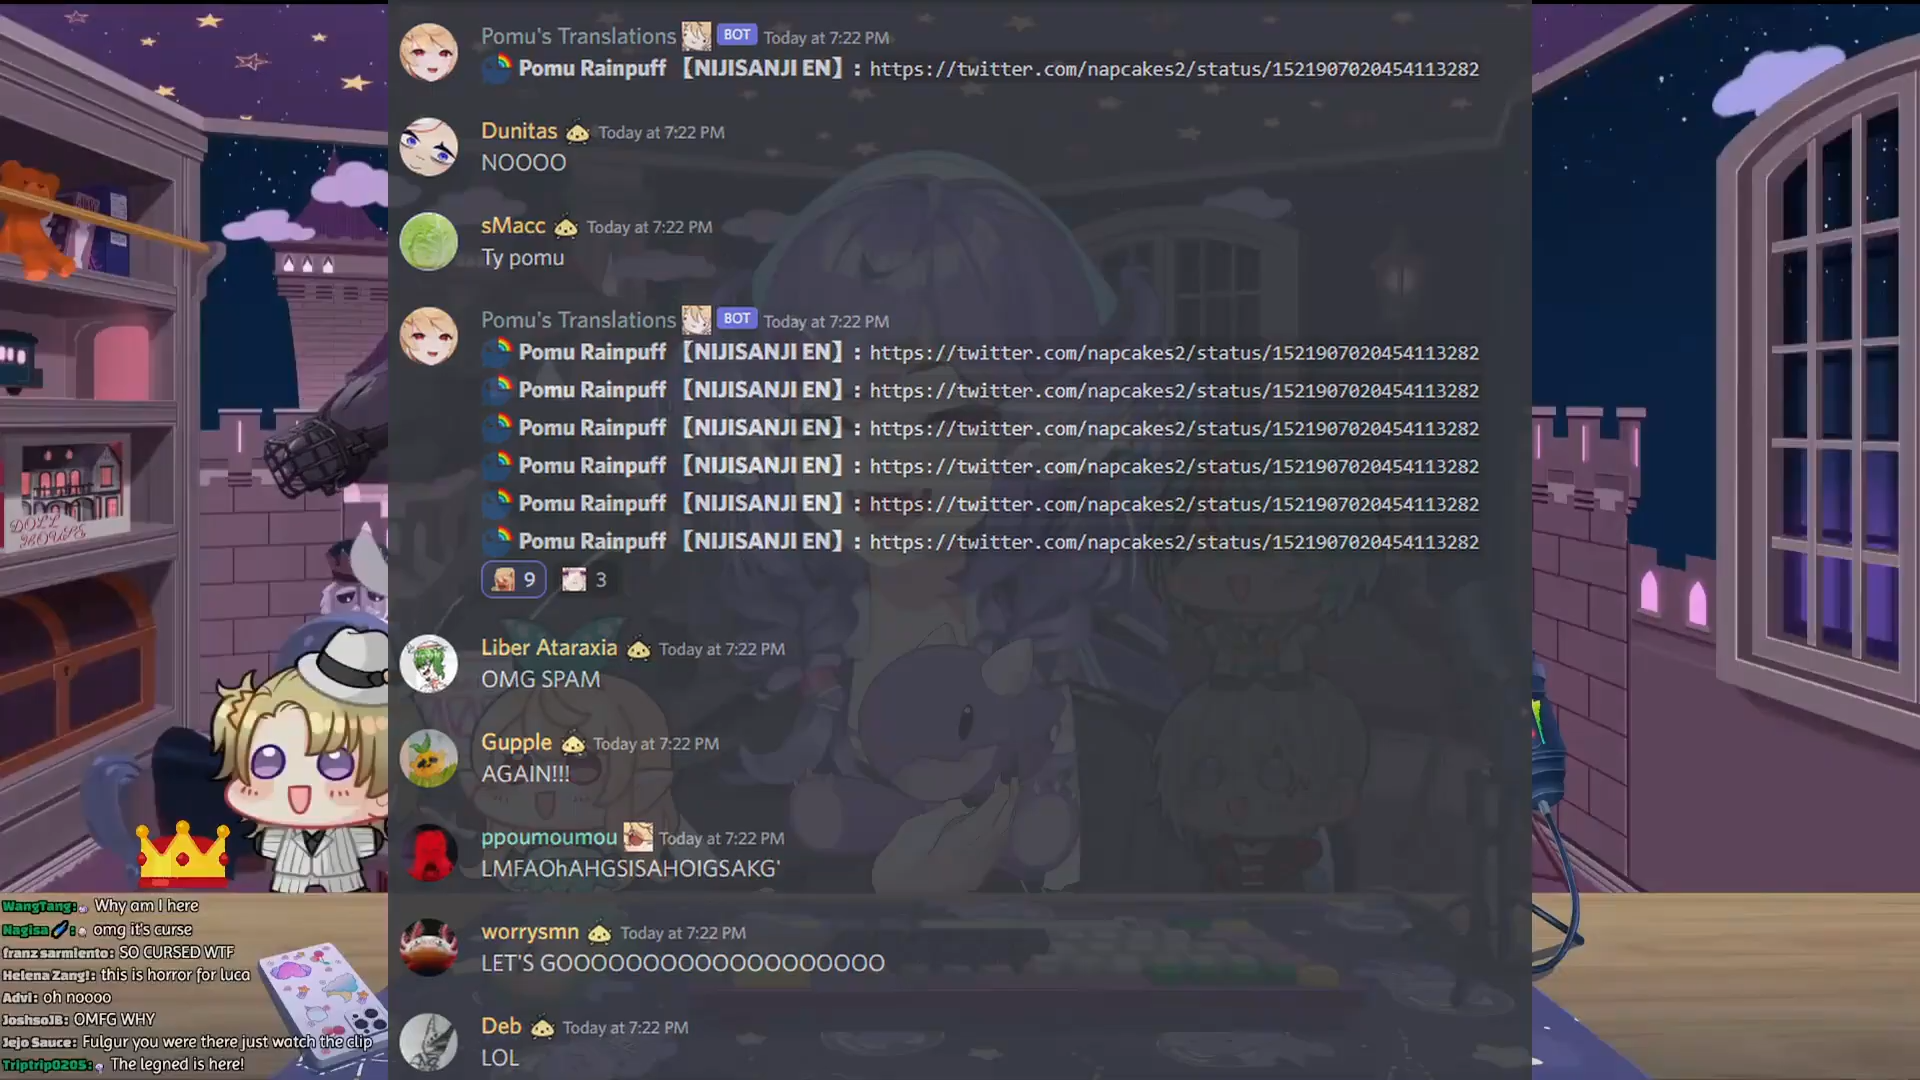 Pomu's Translations BOT Today at 7:22 PM
Pomu Rainpuff 【NIJISANJI EN】 : https://twitter.com/napcakes2/status/1521907020454113282
Dunitas Today at 7:22 PM
NOOOO
sMacc Today at 7:22 PM
Ty pomu
Pomu's Translations BOT Today at 7:22 PM
Pomu Rainpuff 【NIJISANJI EN】 : https://twitter.com/napcakes2/status/1521907020454113282
Pomu Rainpuff 【NIJISANJI EN】 : https://twitter.com/napcakes2/status/1521907020454113282
Pomu Rainpuff 【NIJISANJI EN】 : https://twitter.com/napcakes2/status/1521907020454113282
Pomu Rainpuff 【NIJISANJI EN】 : https://twitter.com/napcakes2/status/1521907020454113282
Pomu Rainpuff 【NIJISANJI EN】 : https://twitter.com/napcakes2/status/1521907020454113282
Pomu Rainpuff 【NIJISANJI EN】 : https://twitter.com/napcakes2/status/1521907020454113282
9 3
Liber Ataraxia Today at 7:22 PM
OMG SPAM
Gupple Today at 7:22 PM
AGAIN!!!
ppoumoumou Today at 7:22 PM
LMFAOhAHGSISAHOIGSAKG'
worrysmn Today at 7:22 PM
LET'S GOOOOOOOOOOOOOOOOOOO
Deb Today at 7:22 PM
LOL
DOLL
HOUSE
WangTang: Why am I here
Nagisa: omg it's curse
franz sarmiento: SO CURSED WTF
Helena Zang!: this is horror for luca
Advi: oh noooo
JoshsoJB: OMFG WHY
Jejo Sauce: Fulgur you were there just watch the clip
Triptrip0205: The legned is here!